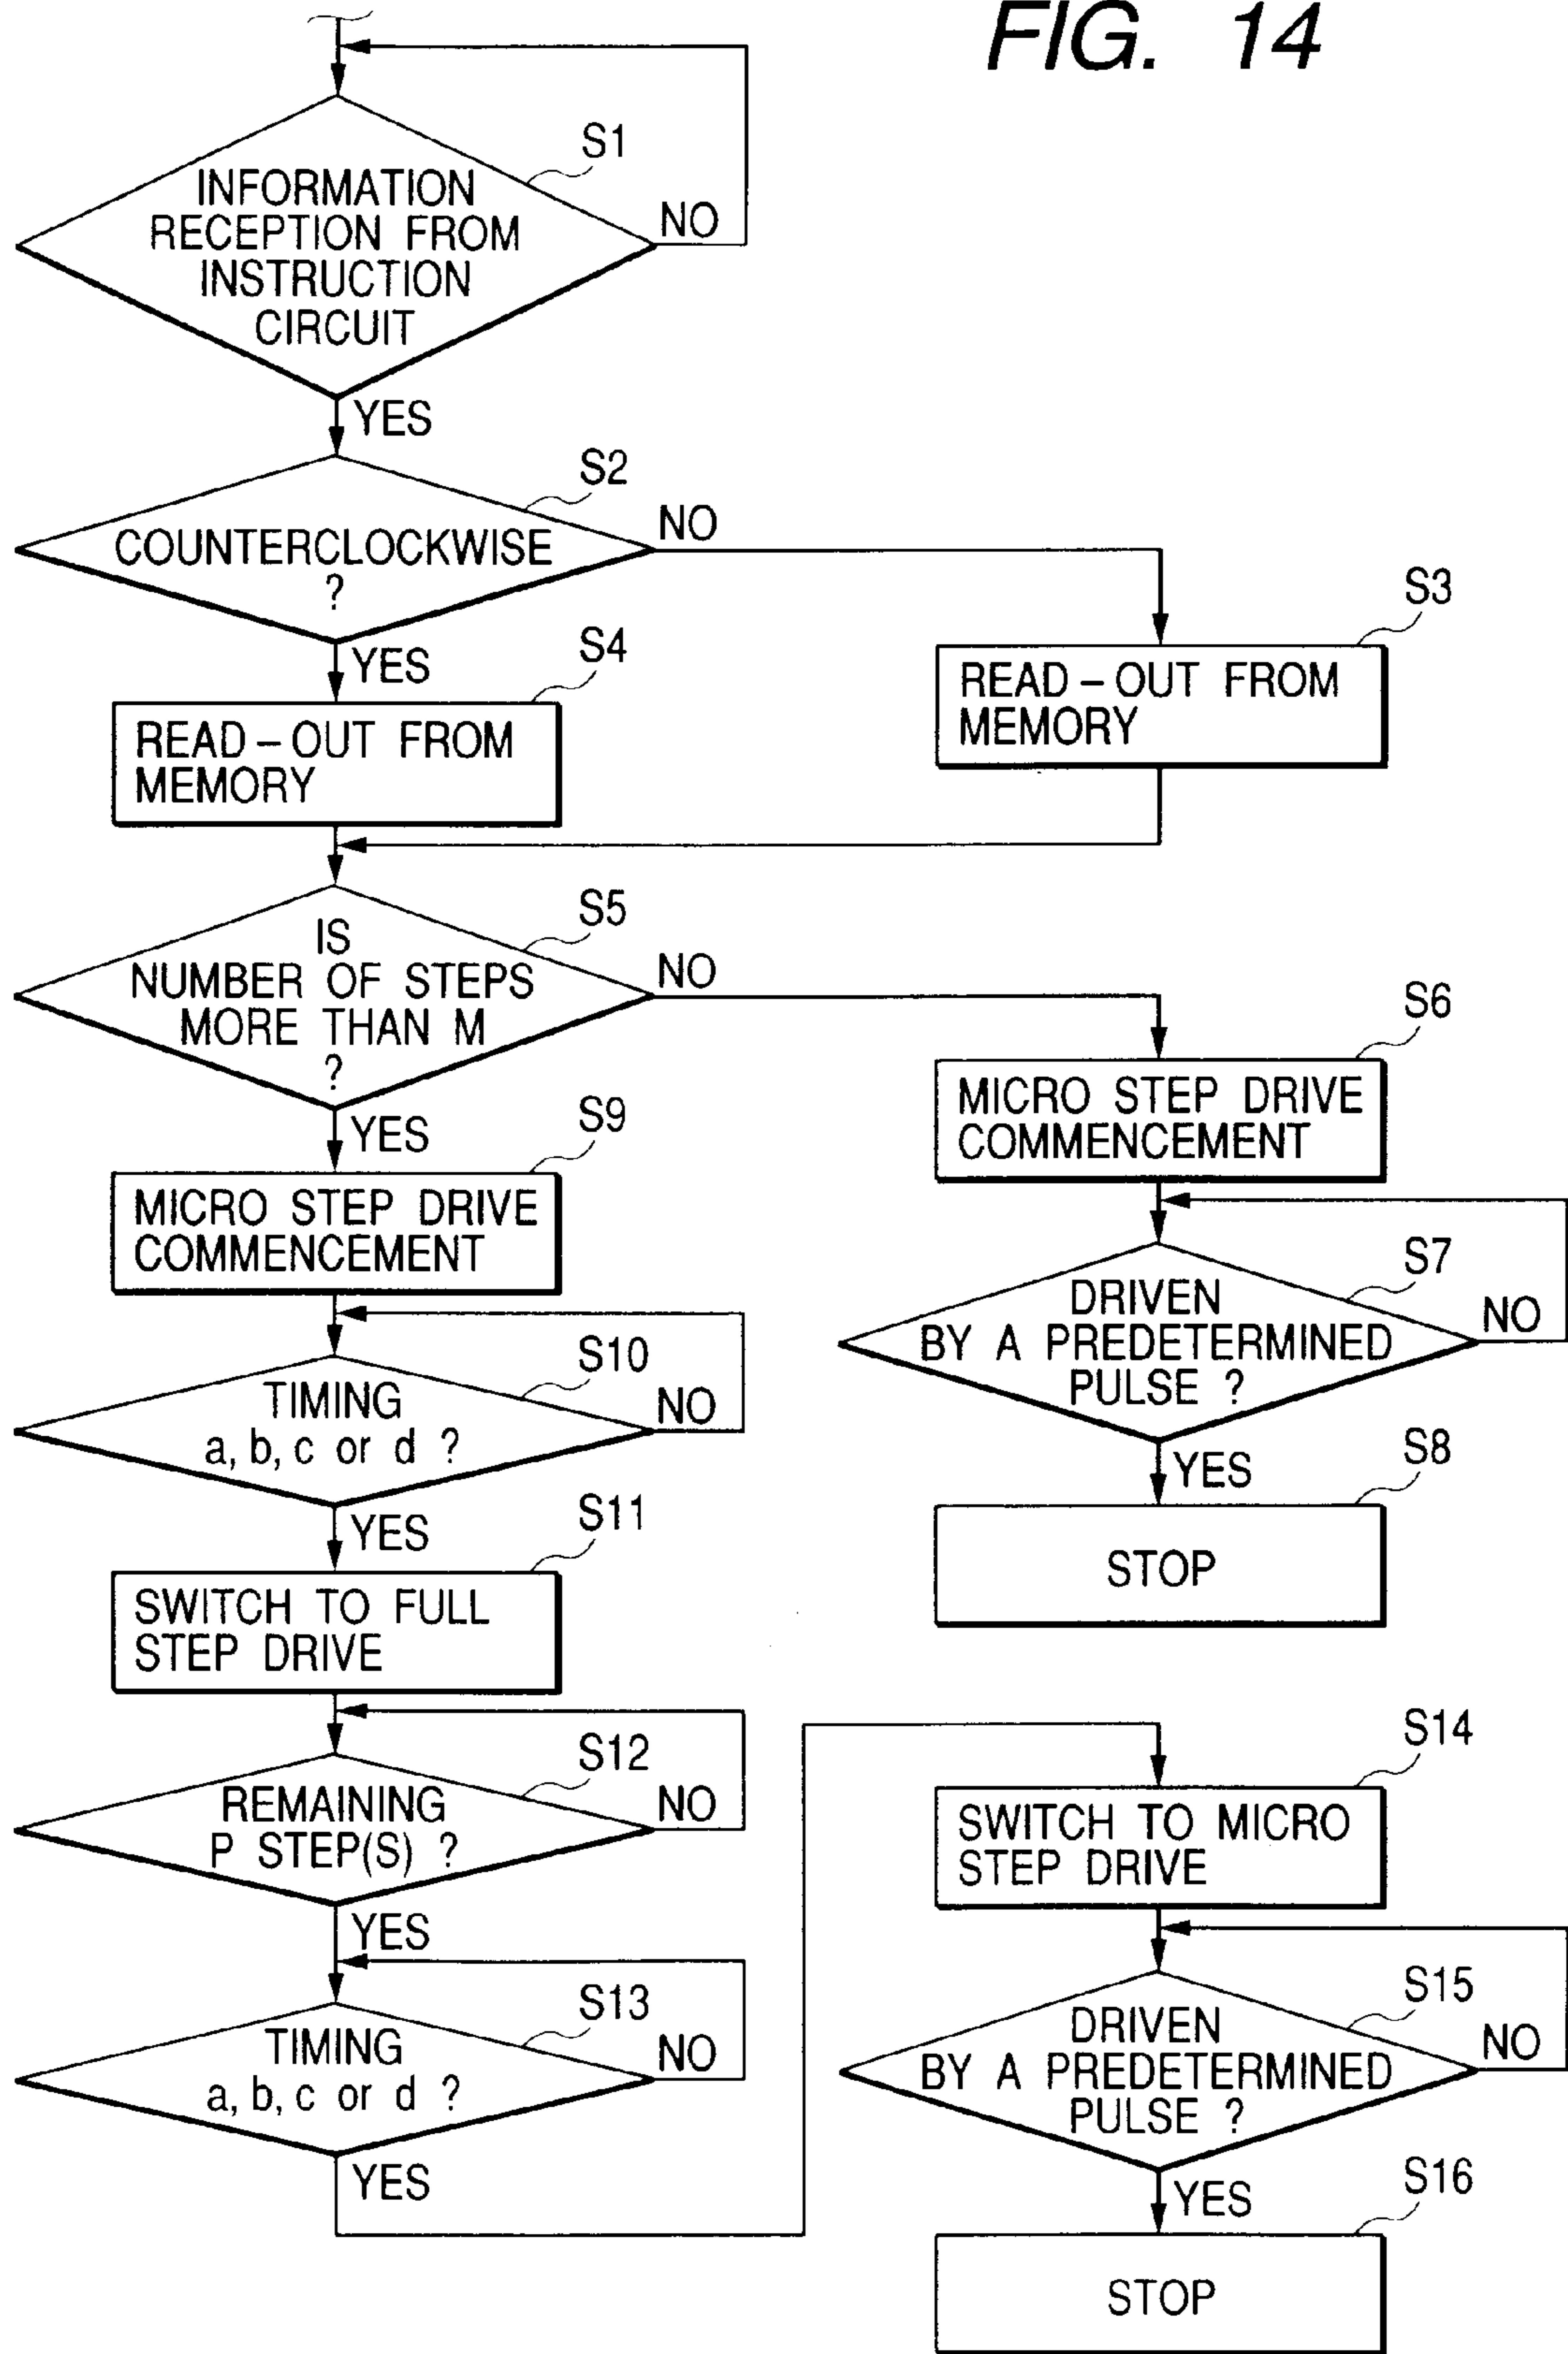 FIG. 14
S1
INFORMATION
RECEPTION FROM
INSTRUCTION
CIRCUIT
NO
YES
S2
COUNTERCLOCKWISE
?
NO
YES
S3
READ-OUT FROM
MEMORY
S4
READ-OUT FROM
MEMORY
S5
IS
NUMBER OF STEPS
MORE THAN M
?
NO
YES
S6
MICRO STEP DRIVE
COMMENCEMENT
S7
DRIVEN
BY A PREDETERMINED
PULSE ?
NO
YES
S8
STOP
S9
MICRO STEP DRIVE
COMMENCEMENT
S10
TIMING
a, b, c or d ?
NO
YES
S11
SWITCH TO FULL
STEP DRIVE
S12
REMAINING
P STEP(S) ?
NO
YES
S13
TIMING
a, b, c or d ?
NO
YES
S14
SWITCH TO MICRO
STEP DRIVE
S15
DRIVEN
BY A PREDETERMINED
PULSE ?
NO
YES
S16
STOP